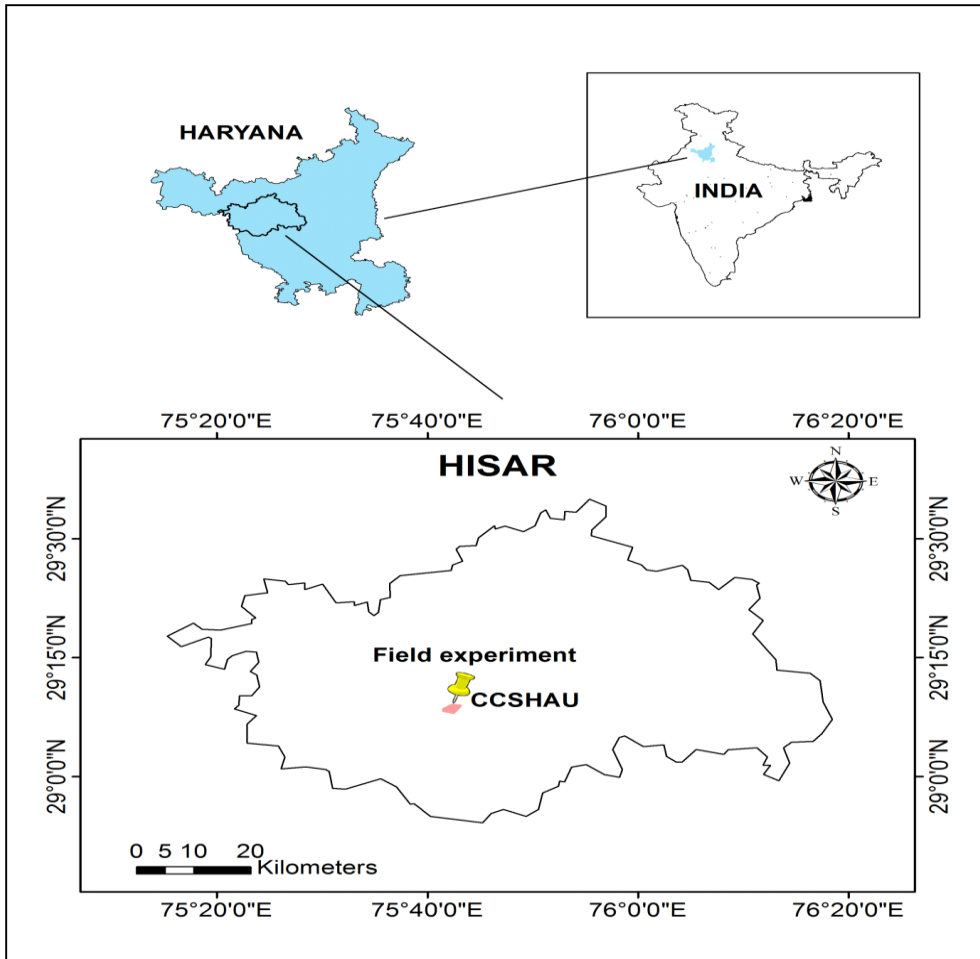 HARYANA
INDIA
75°20'0"E 75°40'0"E 76°0'0"E 76°20'0"E
HISAR
N
W E
S
29°30'0"N 29°30'0"N
29°15'0"N 29°15'0"N
Field experiment
CCSHAU
29°0'0"N 29°0'0"N
0 5 10 20
Kilometers
75°20'0"E 75°40'0"E 76°0'0"E 76°20'0"E